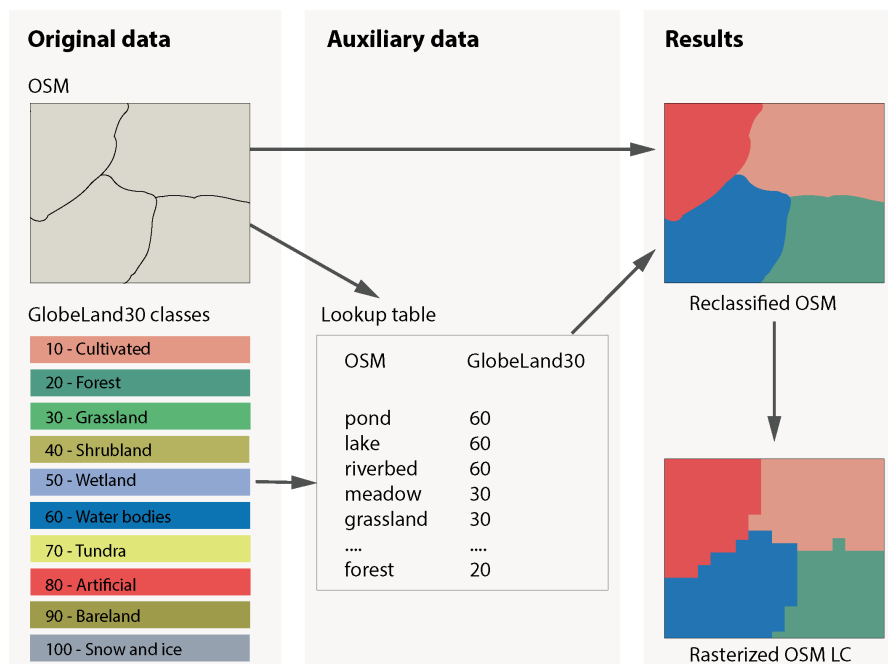 Original data
OSM
GlobeLand30 classes
10 - Cultivated
20 - Forest
30 - Grassland
40 - Shrubland
50 - Wetland
60 - Water bodies
70 - Tundra
80 - Artificial
90 - Bareland
100 - Snow and ice
Auxiliary data
Lookup table
OSM GlobeLand30
pond 60
lake 60
riverbed 60
meadow 30
grassland 30
.... ....
forest 20
Results
Reclassified OSM
Rasterized OSM LC